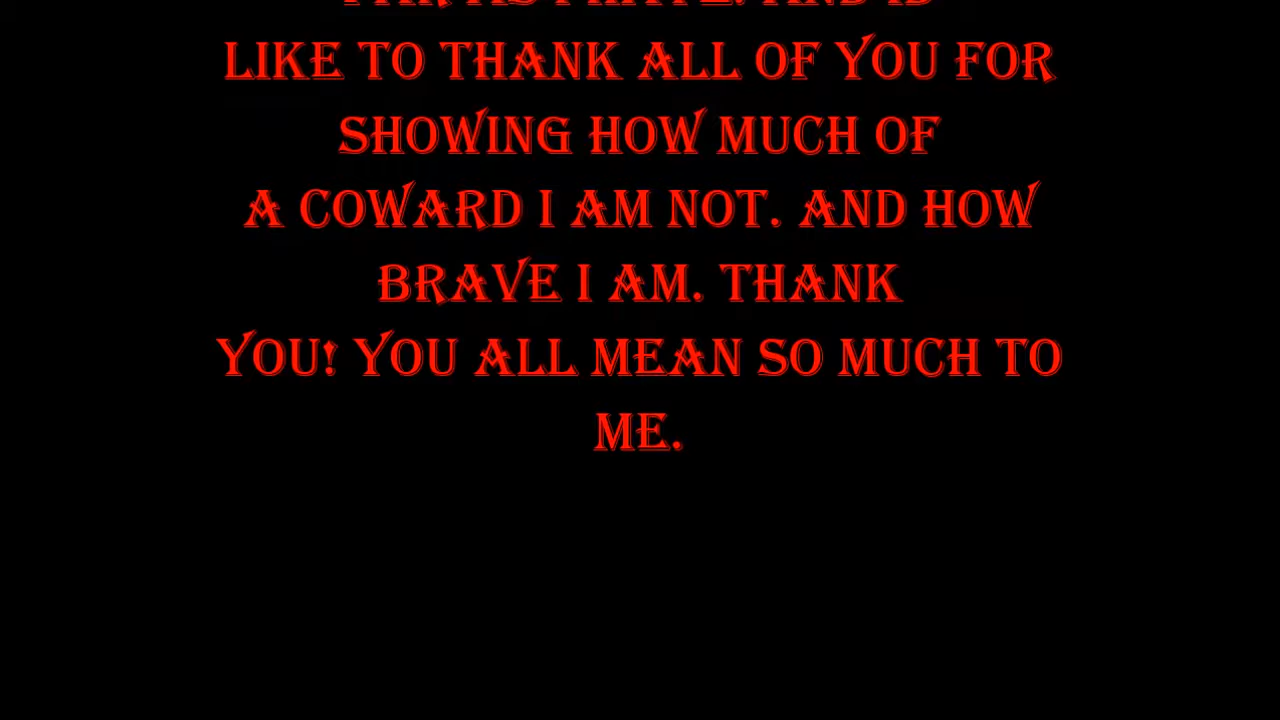 LIKE TO THANK ALL OF YOU FOR
SHOWING HOW MUCH OF
A COWARD I AM NOT. AND HOW
BRAVE I AM. THANK
YOU! YOU ALL MEAN SO MUCH TO
ME.